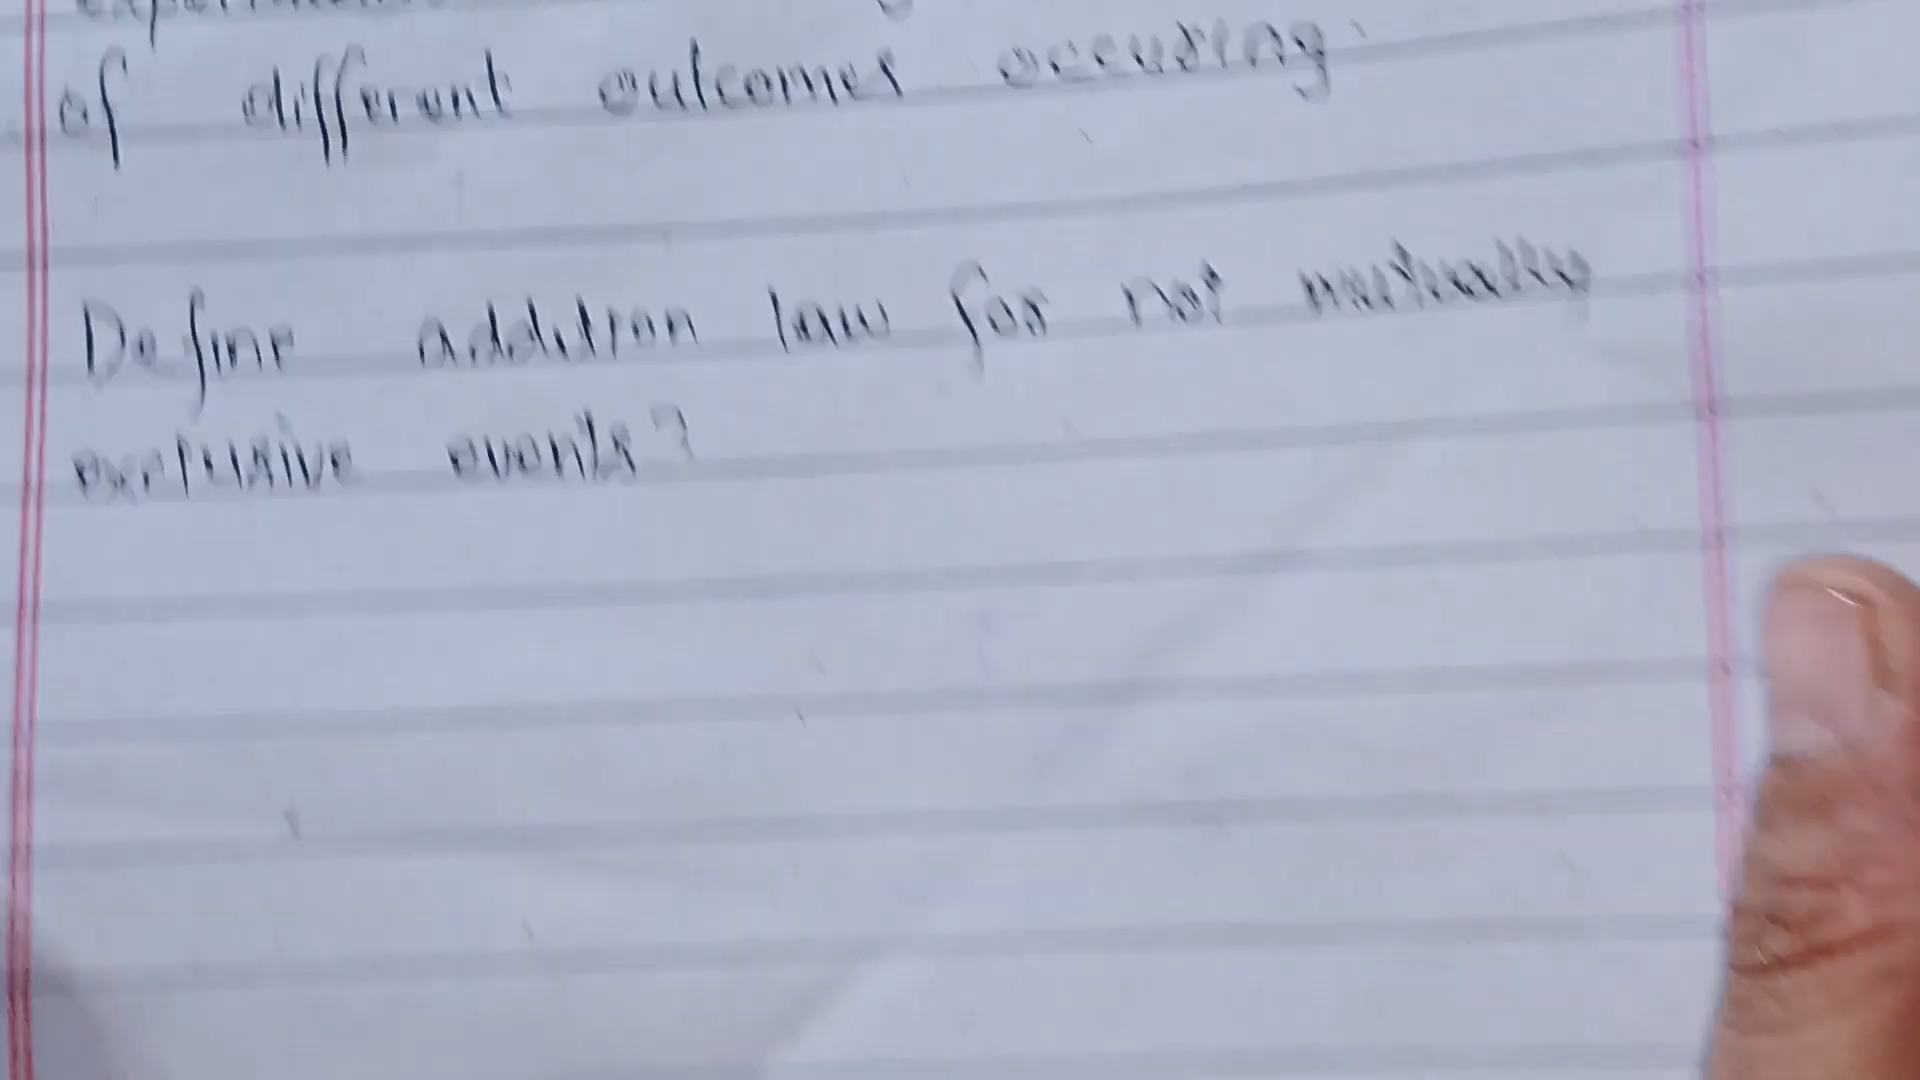 of different outcomes occuring.
Define addition law for not mutually
exclusive events?